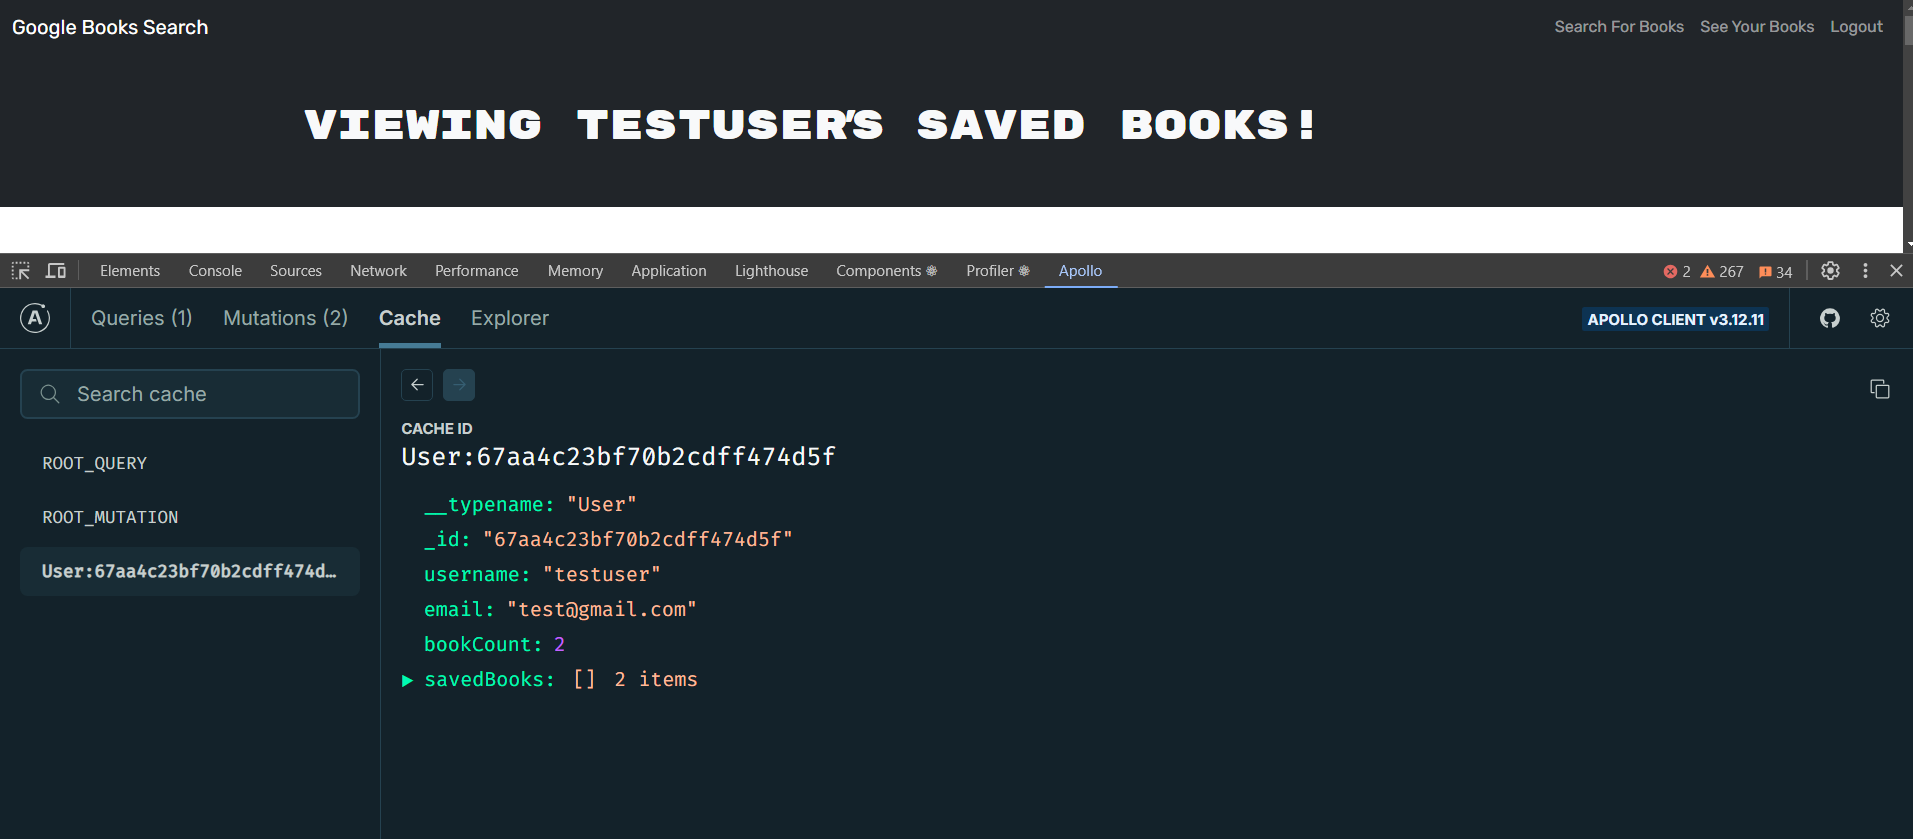 Google Books Search
Search For Books See Your Books Logout
VIEWING TESTUSER'S SAVED BOOKS!
Elements Console Sources Network Performance Memory Application Lighthouse Components Profiler Apollo 2 267 34
Queries (1) Mutations (2) Cache Explorer APOLLO CLIENT v3.12.11
Search cache
ROOT_QUERY
ROOT_MUTATION
User:67aa4c23bf70b2cdff474d…
CACHE ID
User:67aa4c23bf70b2cdff474d5f
__typename: "User"
_id: "67aa4c23bf70b2cdff474d5f"
username: "testuser"
email: "test@gmail.com"
bookCount: 2
savedBooks: [] 2 items